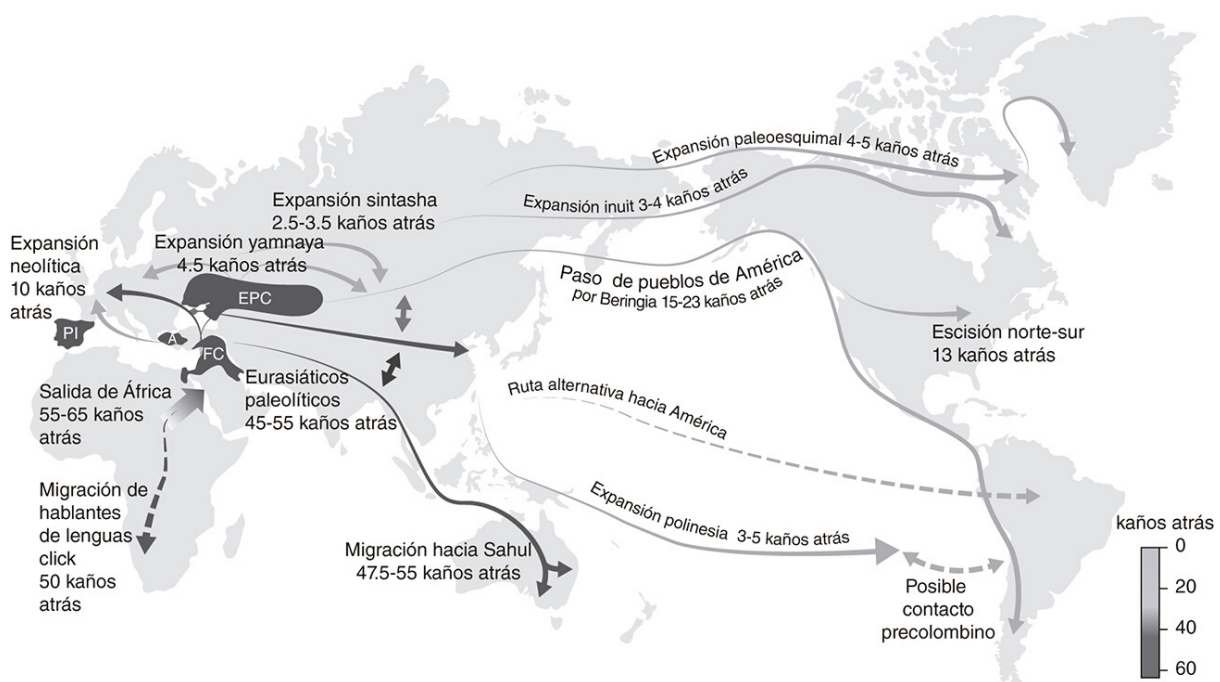 Expansión paleoesquimal 4-5 kaños atrás
Expansión inuit 3-4 kaños atrás
Expansión sintasha
2.5-3.5 kaños atrás
Expansión yamnaya
4.5 kaños atrás
Expansión
neolítica
10 kaños
atrás
EPC
PI
A
FC
Paso de pueblos de América
por Beringia 15-23 kaños atrás
Escisión norte-sur
13 kaños atrás
Salida de África
55-65 kaños
atrás
Eurasiáticos
paleolíticos
45-55 kaños atrás
Ruta alternativa hacia América
Migración de
hablantes
de lenguas
click
50 kaños
atrás
Expansión polinesia 3-5 kaños atrás
Migración hacia Sahul
47.5-55 kaños atrás
Posible
contacto
precolombino
kaños atrás
0
20
40
60